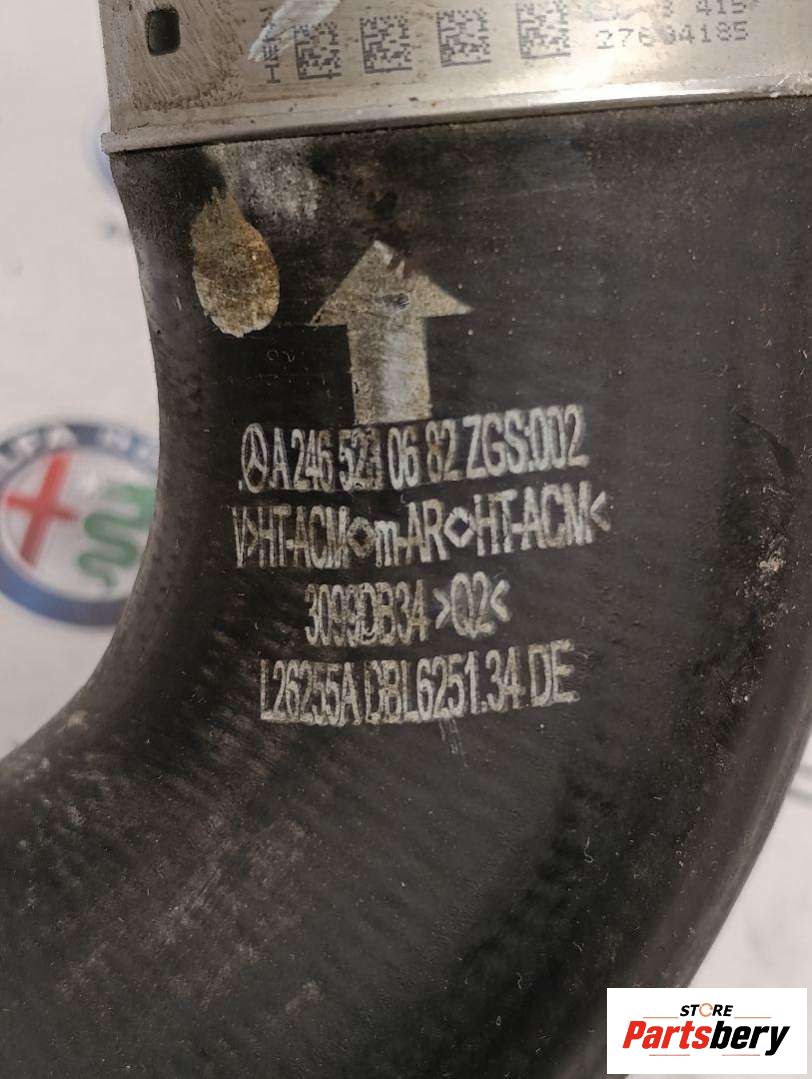 27604185
A 246 523 06 82 ZGS:002
V>HT-ACM<>m-AR<>HT-ACM<
3099DB34 >Q2<
L26255A DBL6251.34 DE
STORE
Partsbery